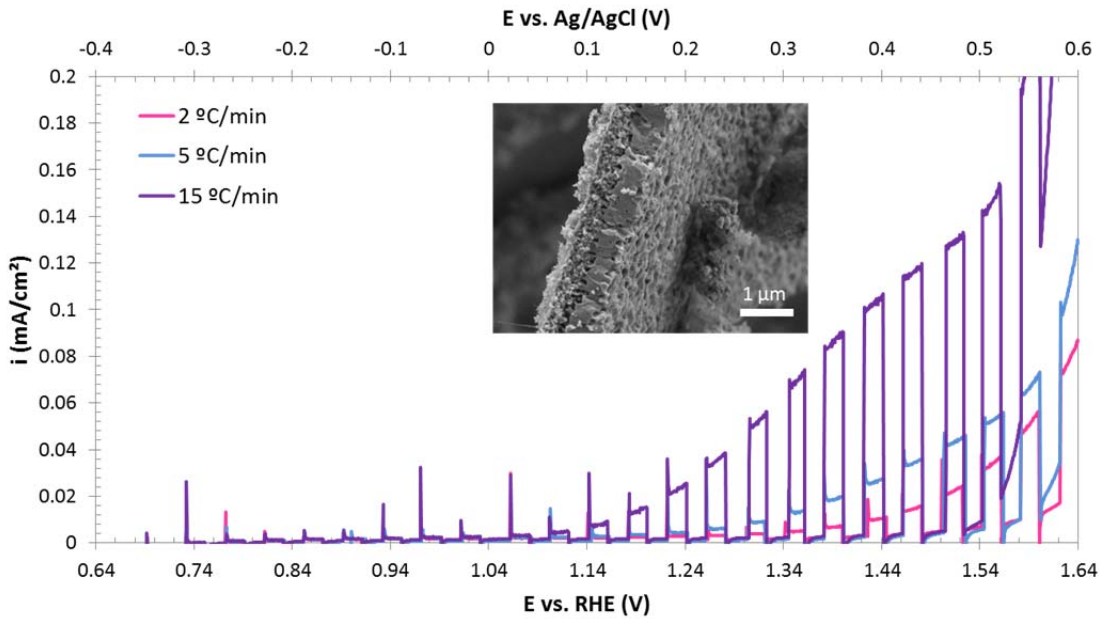 E vs. Ag/AgCl (V)
-0.4 -0.3 -0.2 -0.1 0 0.1 0.2 0.3 0.4 0.5 0.6
0.2
0.18
0.16
0.14
0.12
0.1
0.08
0.06
0.04
0.02
0
i (mA/cm²)
2 ºC/min
5 ºC/min
15 ºC/min
1 µm
0.64 0.74 0.84 0.94 1.04 1.14 1.24 1.34 1.44 1.54 1.64
E vs. RHE (V)